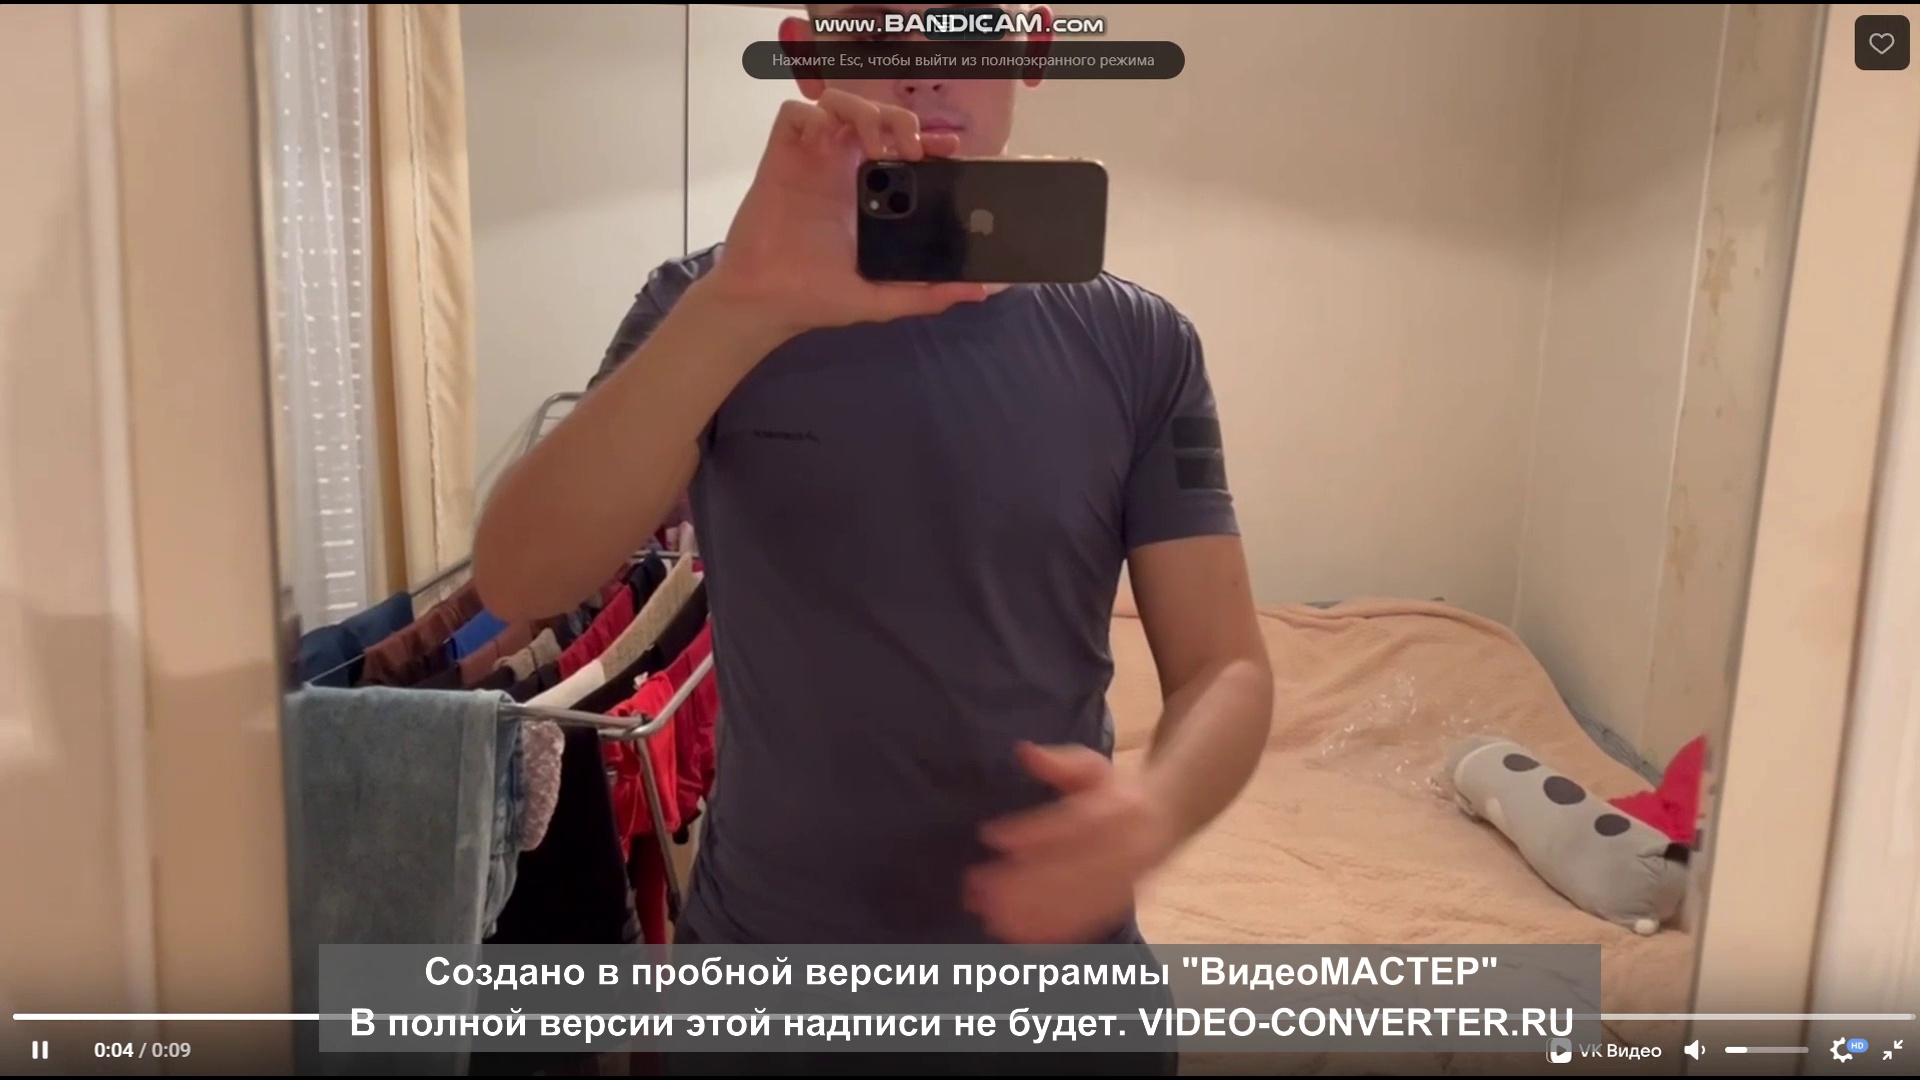 www.BANDICAM.com
Нажмите Esc, чтобы выйти из полноэкранного режима
Создано в пробной версии программы "ВидеоМАСТЕР"
В полной версии этой надписи не будет. VIDEO-CONVERTER.RU
0:04 / 0:09
VK Видео
HD